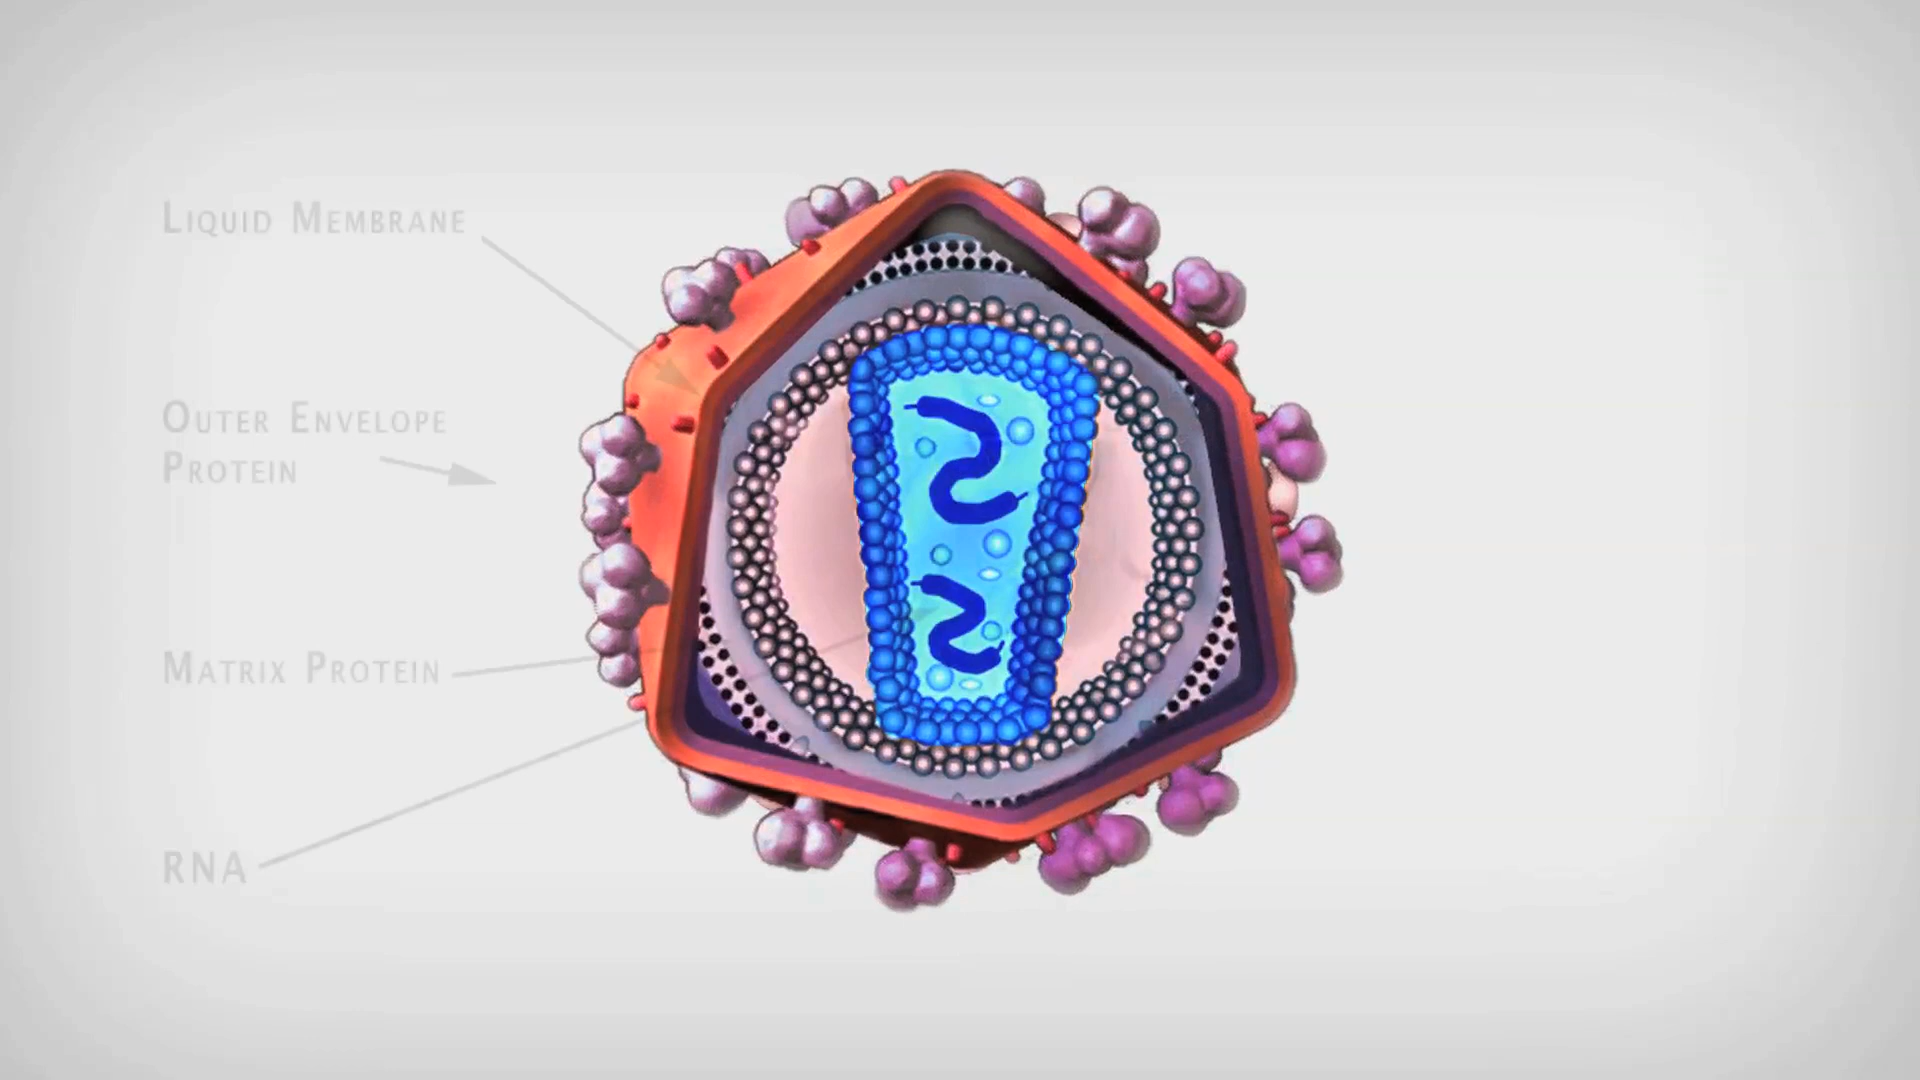 Liquid Membrane
Outer Envelope
Protein
Matrix Protein
RNA